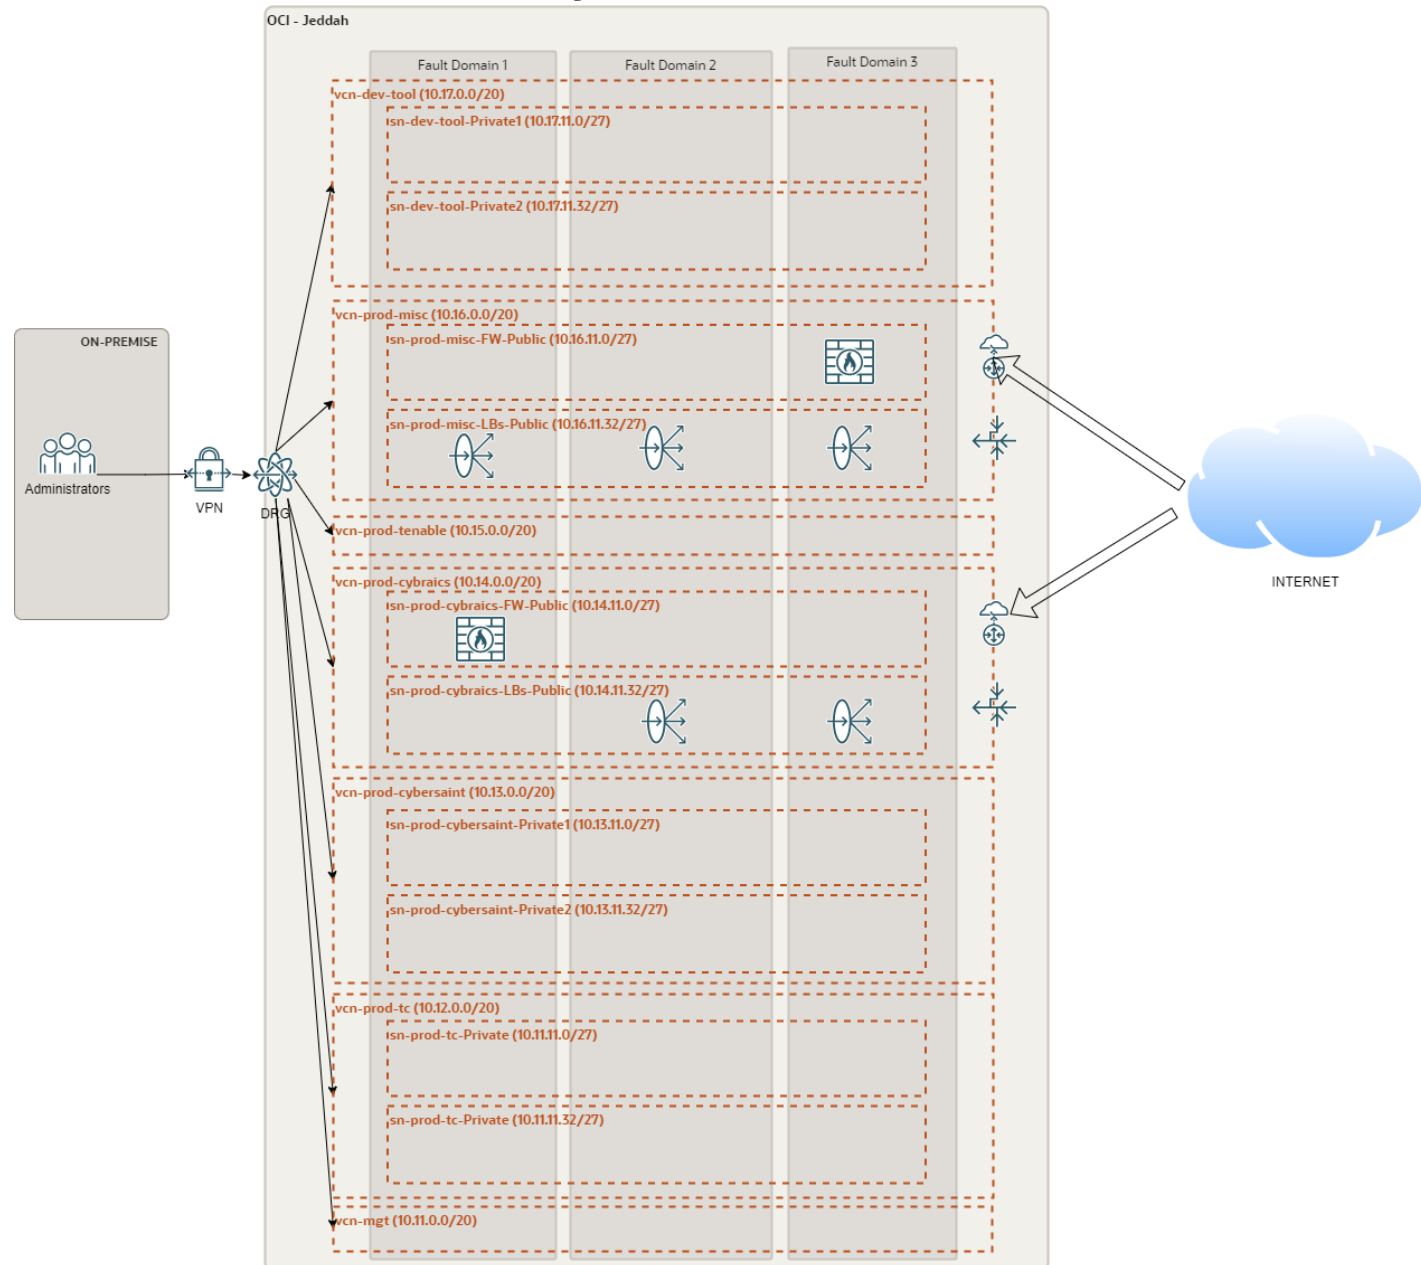 OCI - Jeddah
Fault Domain 1
Fault Domain 2
Fault Domain 3
vcn-dev-tool (10.17.0.0/20)
sn-dev-tool-Private1 (10.17.11.0/27)
sn-dev-tool-Private2 (10.17.11.32/27)
vcn-prod-misc (10.16.0.0/20)
sn-prod-misc-FW-Public (10.16.11.0/27)
sn-prod-misc-LBs-Public (10.16.11.32/27)
ON-PREMISE
Administrators
VPN
DRG
vcn-prod-tenable (10.15.0.0/20)
vcn-prod-cybraics (10.14.0.0/20)
sn-prod-cybraics-FW-Public (10.14.11.0/27)
sn-prod-cybraics-LBs-Public (10.14.11.32/27)
INTERNET
vcn-prod-cybersaint (10.13.0.0/20)
sn-prod-cybersaint-Private1 (10.13.11.0/27)
sn-prod-cybersaint-Private2 (10.13.11.32/27)
vcn-prod-tc (10.12.0.0/20)
sn-prod-tc-Private (10.11.11.0/27)
sn-prod-tc-Private (10.11.11.32/27)
vcn-mgt (10.11.0.0/20)